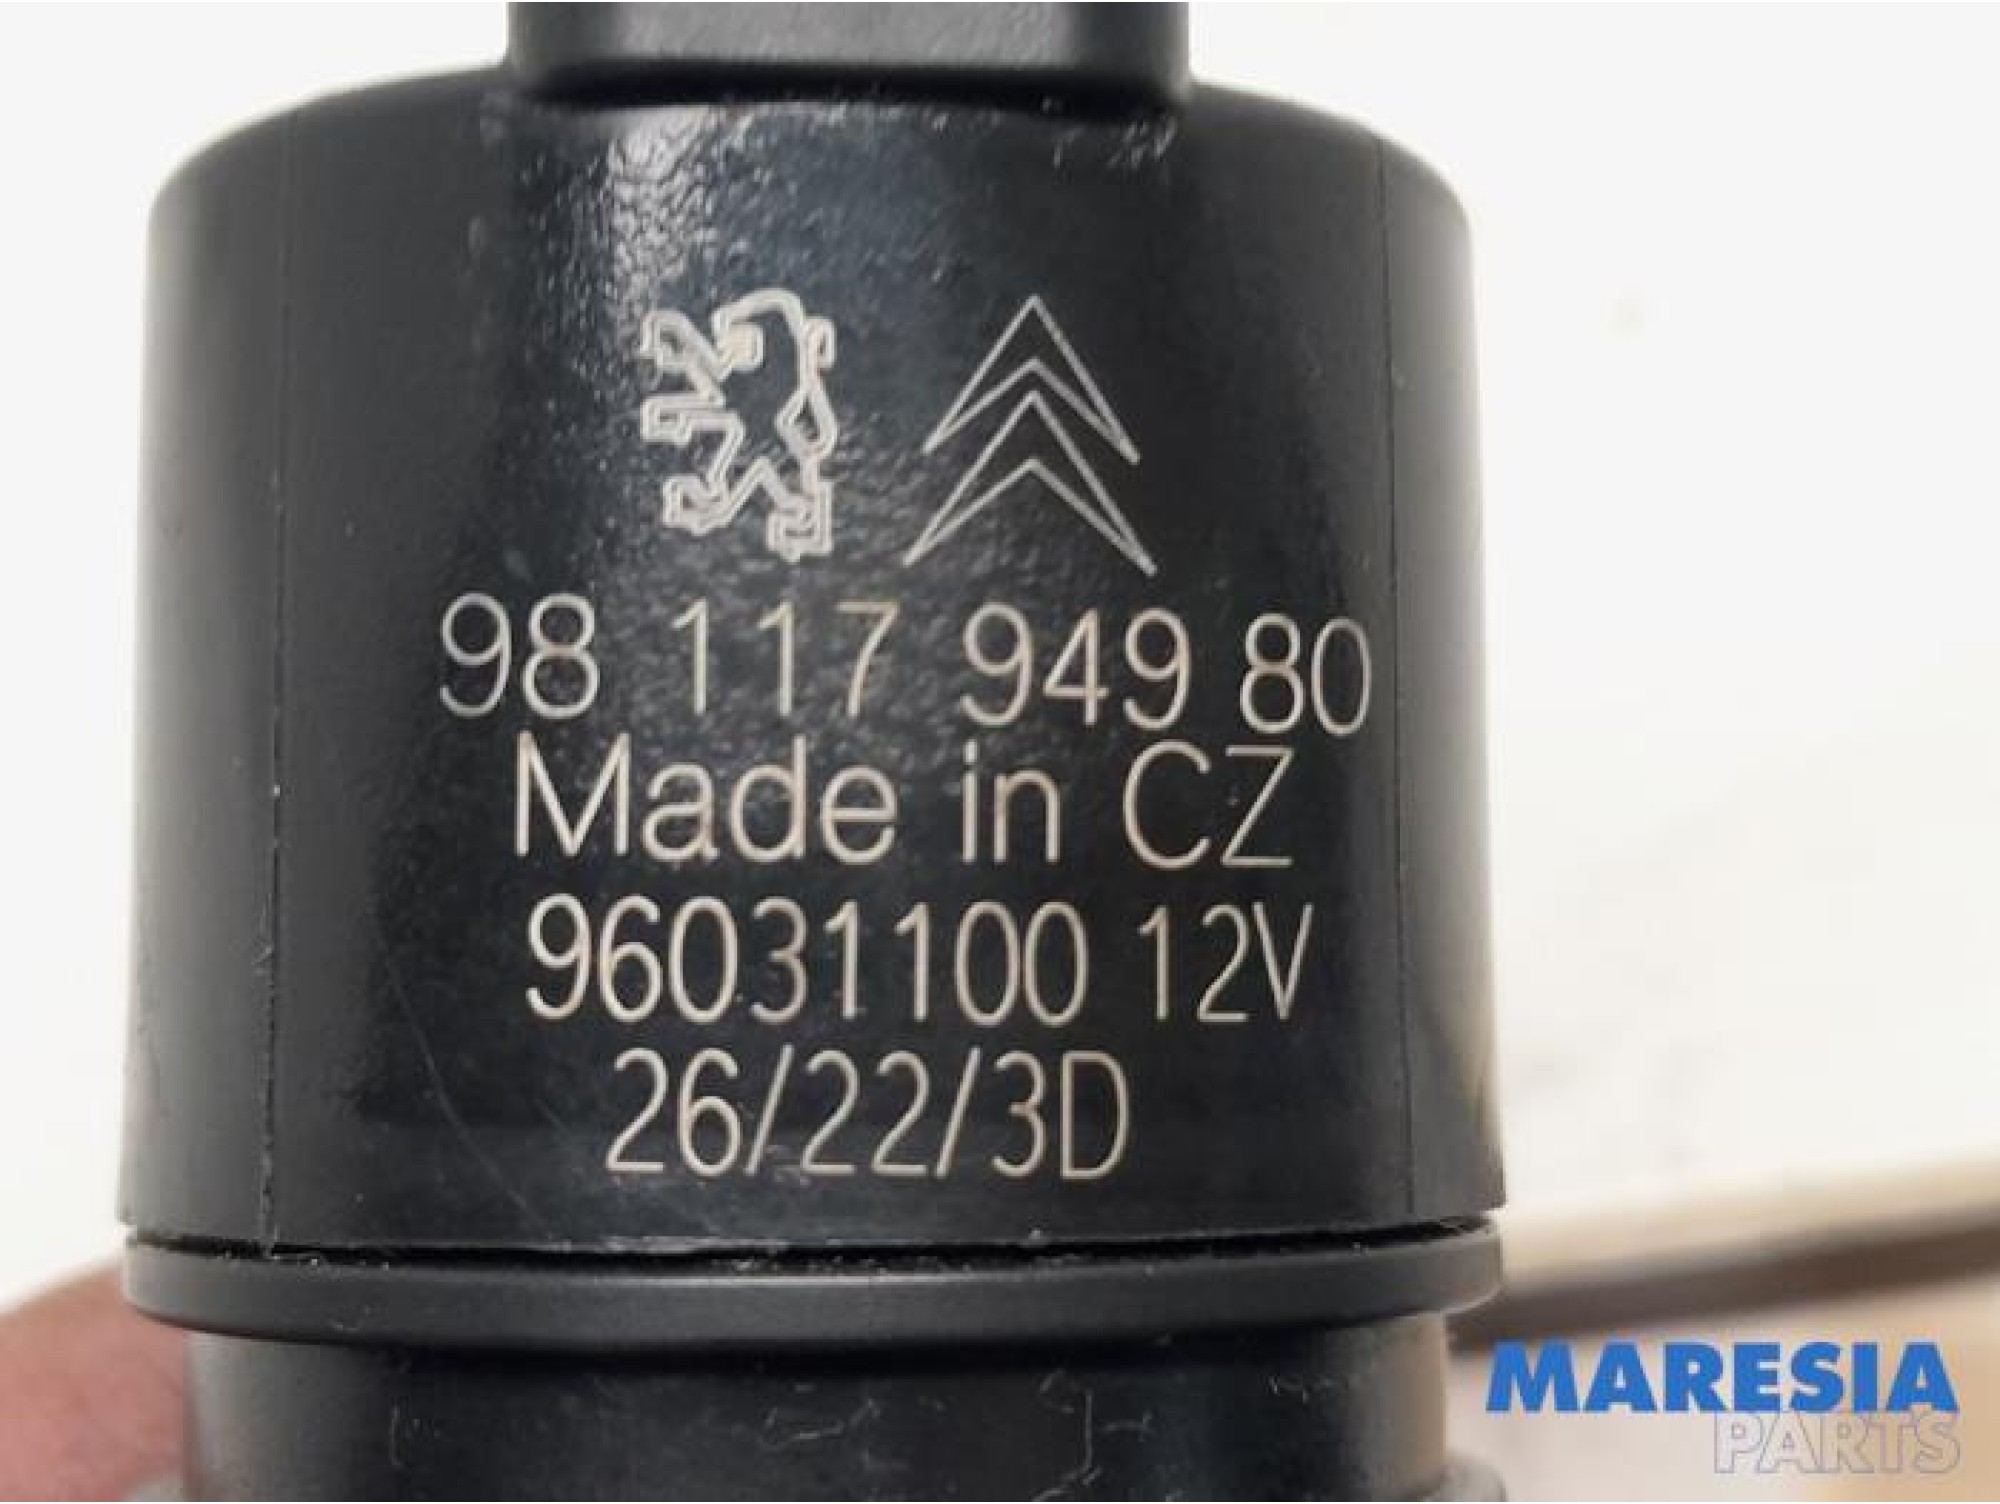 98 117 949 80
Made in CZ
96031100 12V
26/22/3D
MARESIA
PARTS